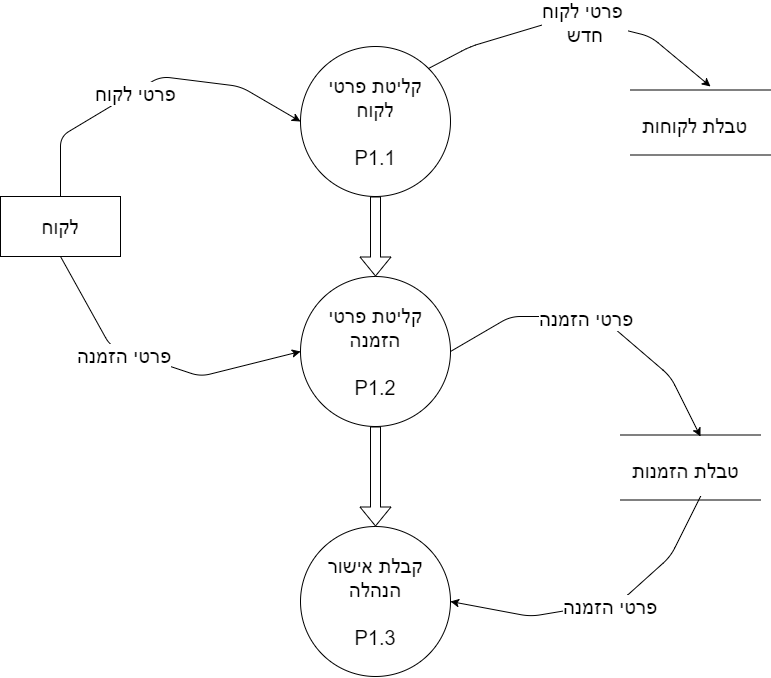 פרטי לקוח
חדש
קליטת פרטי
לקוח
P1.1
פרטי לקוח
טבלת לקוחות
לקוח
קליטת פרטי
הזמנה
P1.2
פרטי הזמנה
פרטי הזמנה
טבלת הזמנות
קבלת אישור
הנהלה
P1.3
פרטי הזמנה